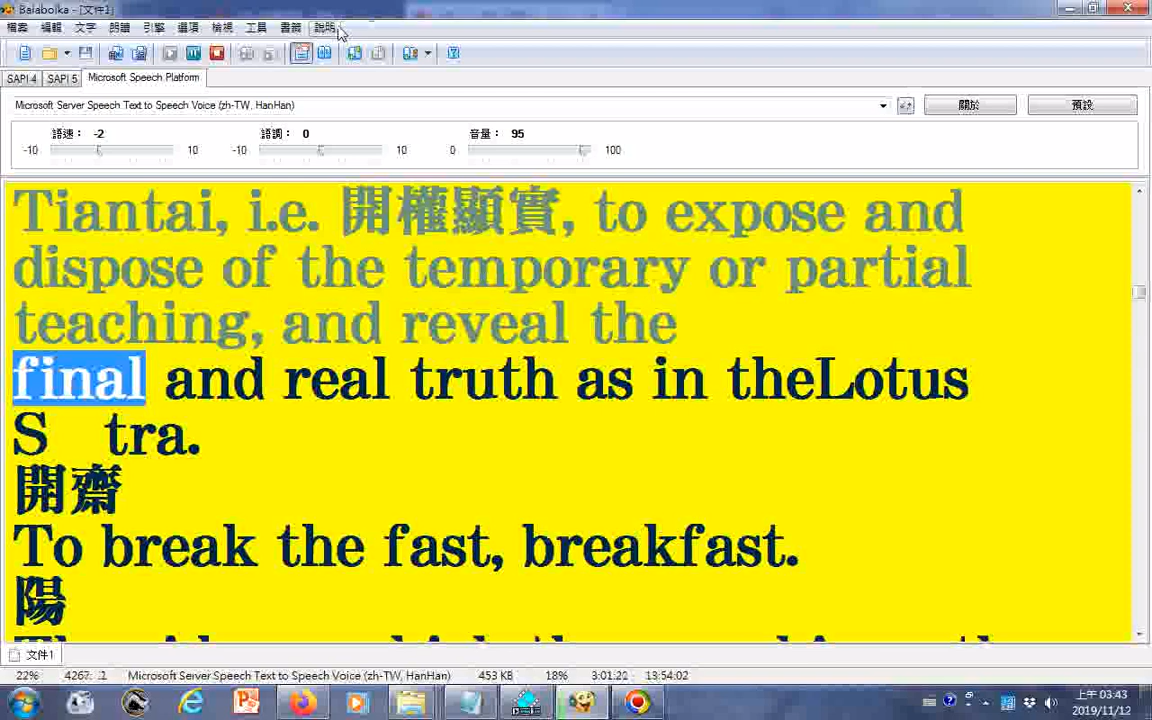 Balabolka - [文件1]
檔案 編輯 文字 朗讀 引擎 選項 檢視 工具 書籤 說明
SAPI 4 SAPI 5 Microsoft Speech Platform
Microsoft Server Speech Text to Speech Voice (zh-TW, HanHan) 關於 預設
語速： -2 語調： 0 音量： 95
-10 10 -10 10 0 100
Tiantai, i.e. 開權顯實, to expose and
dispose of the temporary or partial
teaching, and reveal the
final and real truth as in theLotus
S tra.
開齋
To break the fast, breakfast.
陽
文件1
22% 4267: 1 Microsoft Server Speech Text to Speech Voice (zh-TW, HanHan) 453 KB 18% 3:01:22 13:54:02
上午 03:43
2019/11/12